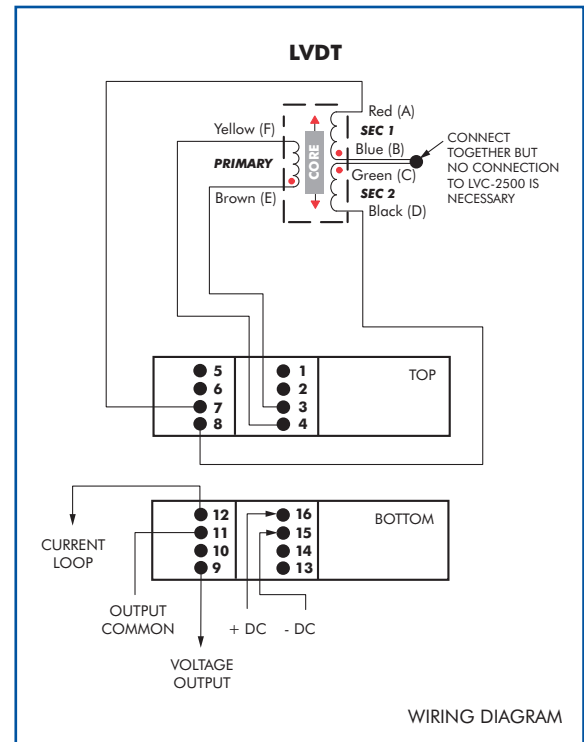 LVDT
Red (A)
SEC 1
Yellow (F)
Blue (B)
CONNECT
TOGETHER BUT
NO CONNECTION
TO LVC-2500 IS
NECESSARY
PRIMARY
CORE
Green (C)
SEC 2
Brown (E)
Black (D)
5 1 TOP
6 2
7 3
8 4
12 16 BOTTOM
11 15
10 14
9 13
CURRENT
LOOP
OUTPUT
COMMON
+ DC - DC
VOLTAGE
OUTPUT
WIRING DIAGRAM